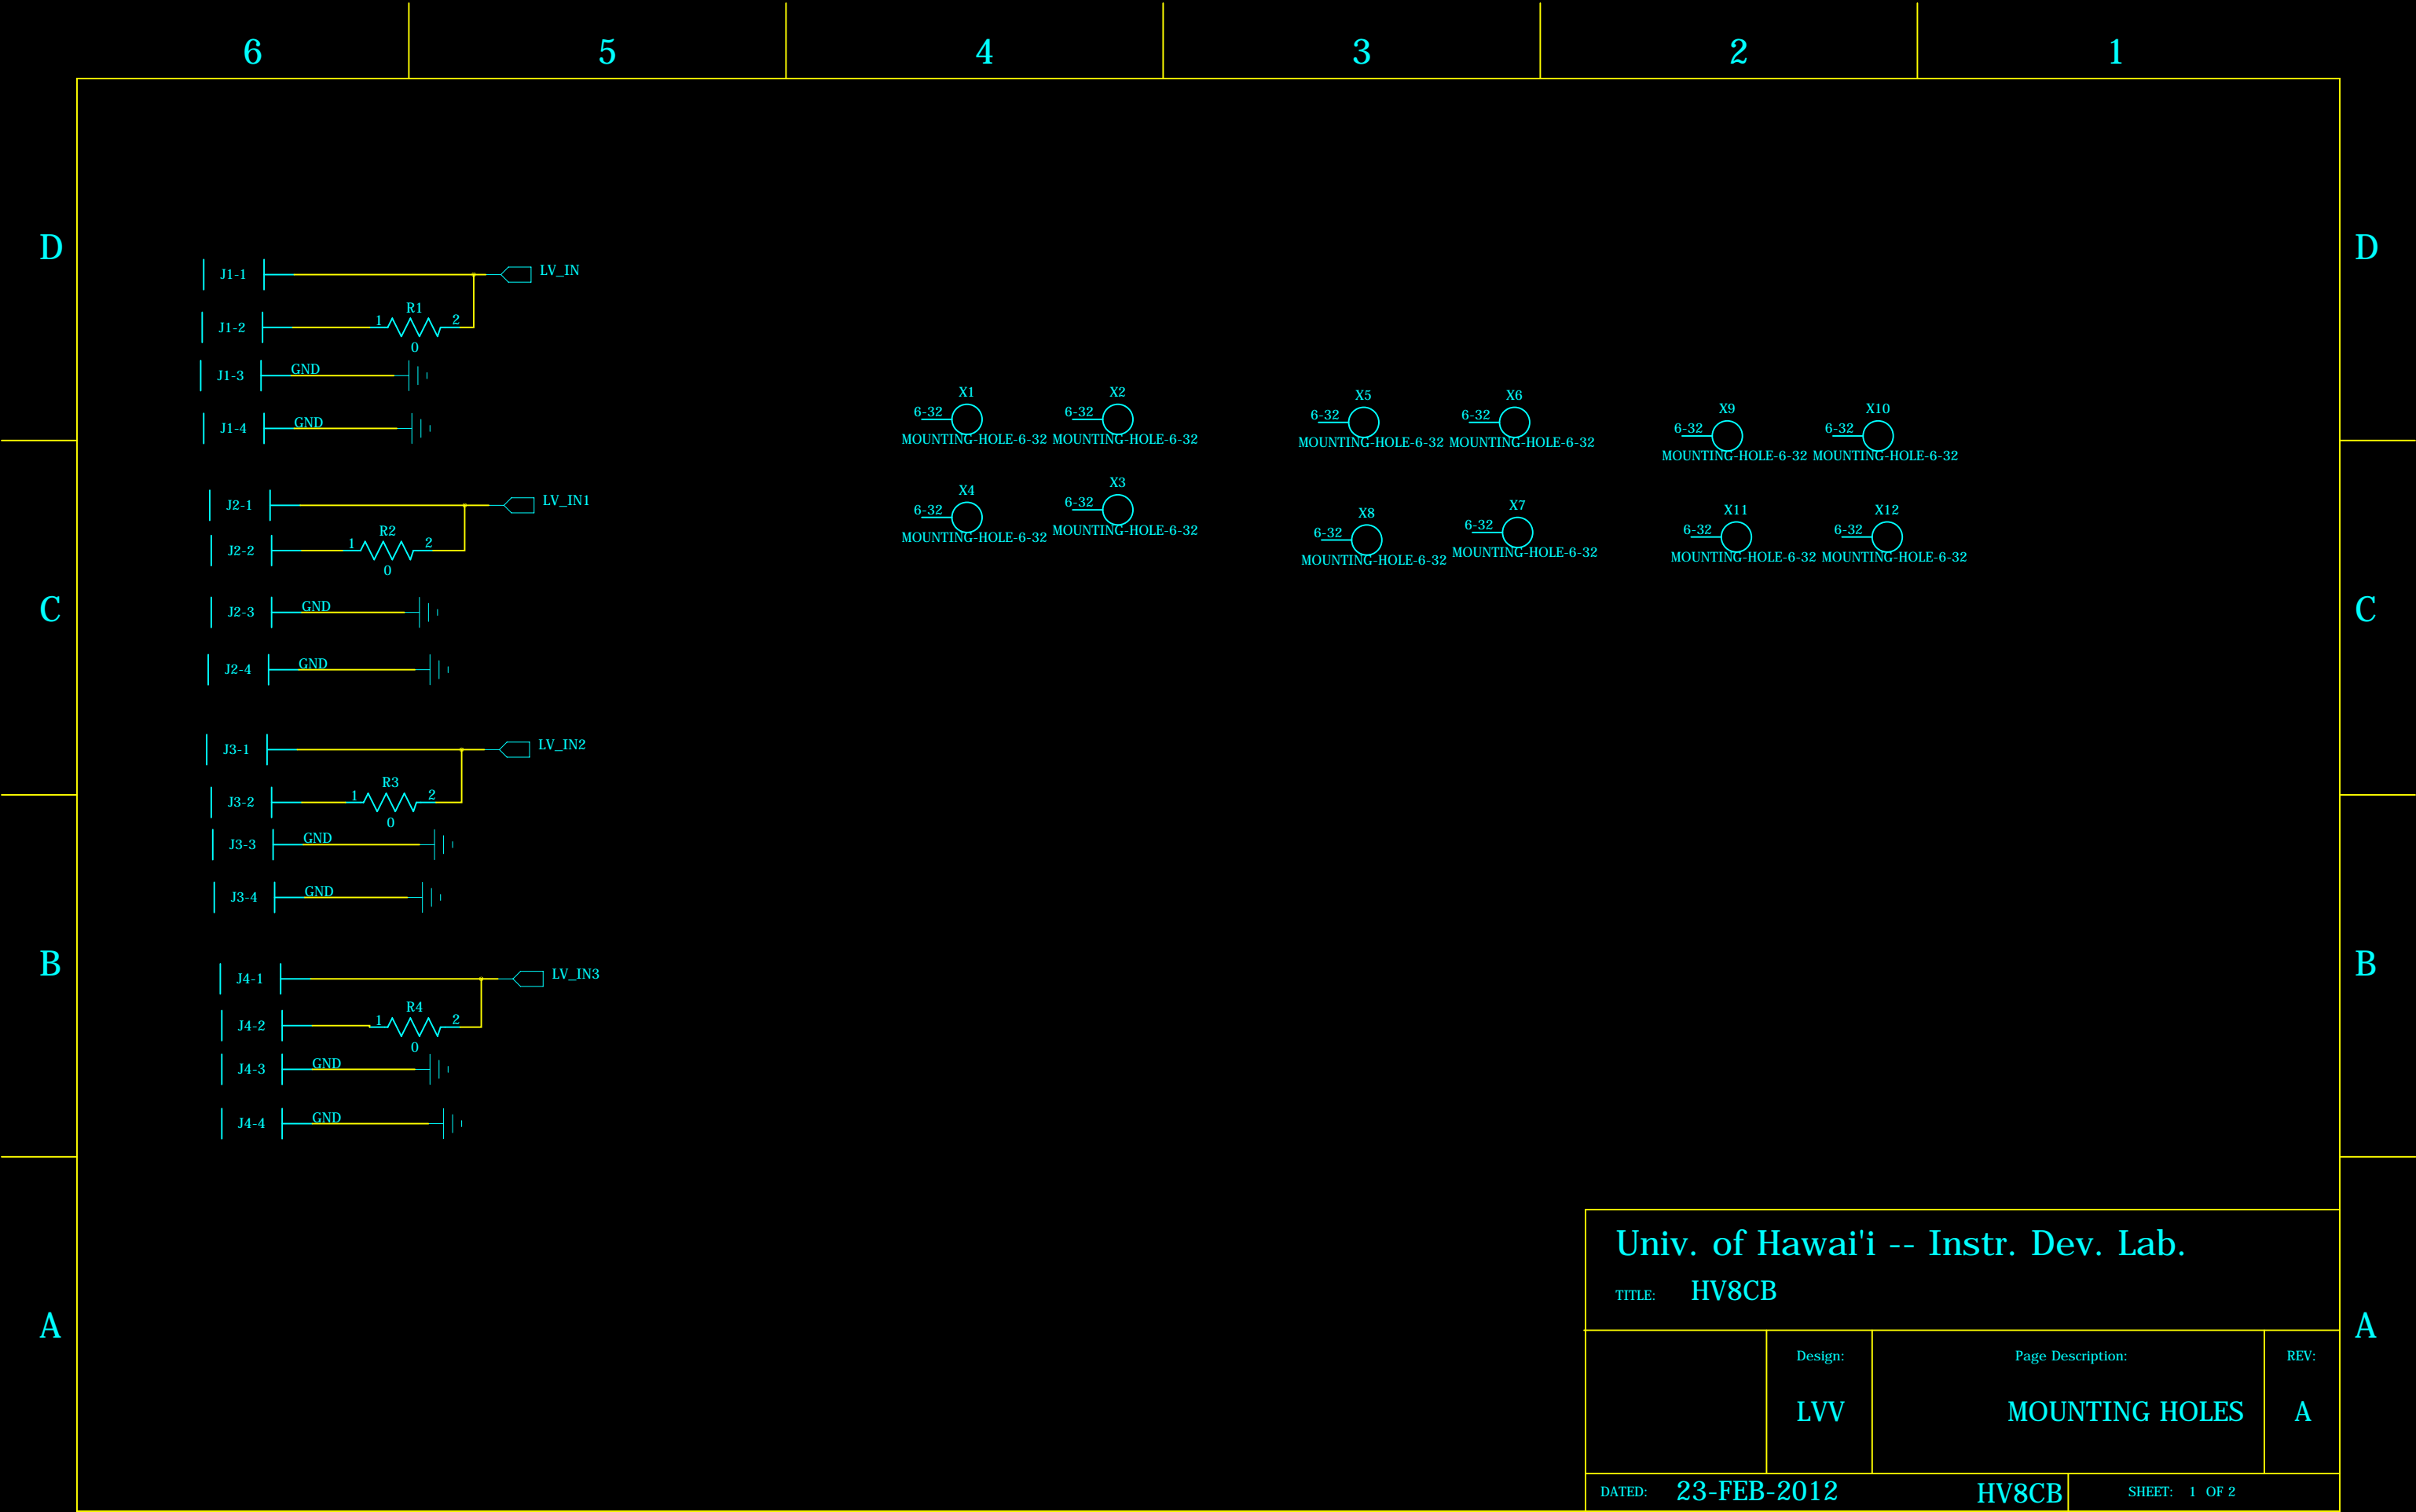 6 5 4 3 2 1
D D
J1-1 LV_IN
R1
J1-2 1 2
0
J1-3 GND
J1-4 GND
X1 X2 X5 X6 X9 X10
6-32 6-32 6-32 6-32 6-32 6-32
MOUNTING-HOLE-6-32 MOUNTING-HOLE-6-32 MOUNTING-HOLE-6-32 MOUNTING-HOLE-6-32 MOUNTING-HOLE-6-32 MOUNTING-HOLE-6-32
X4 X3 X8 X7 X11 X12
6-32 6-32 6-32 6-32 6-32 6-32
MOUNTING-HOLE-6-32 MOUNTING-HOLE-6-32 MOUNTING-HOLE-6-32 MOUNTING-HOLE-6-32 MOUNTING-HOLE-6-32 MOUNTING-HOLE-6-32
J2-1 LV_IN1
R2
J2-2 1 2
0
C C
J2-3 GND
J2-4 GND
J3-1 LV_IN2
R3
J3-2 1 2
0
J3-3 GND
J3-4 GND
B B
J4-1 LV_IN3
R4
J4-2 1 2
0
J4-3 GND
J4-4 GND
A A
Univ. of Hawai'i -- Instr. Dev. Lab.
TITLE: HV8CB
Design: Page Description: REV:
LVV MOUNTING HOLES A
DATED: 23-FEB-2012 HV8CB SHEET: 1 OF 2